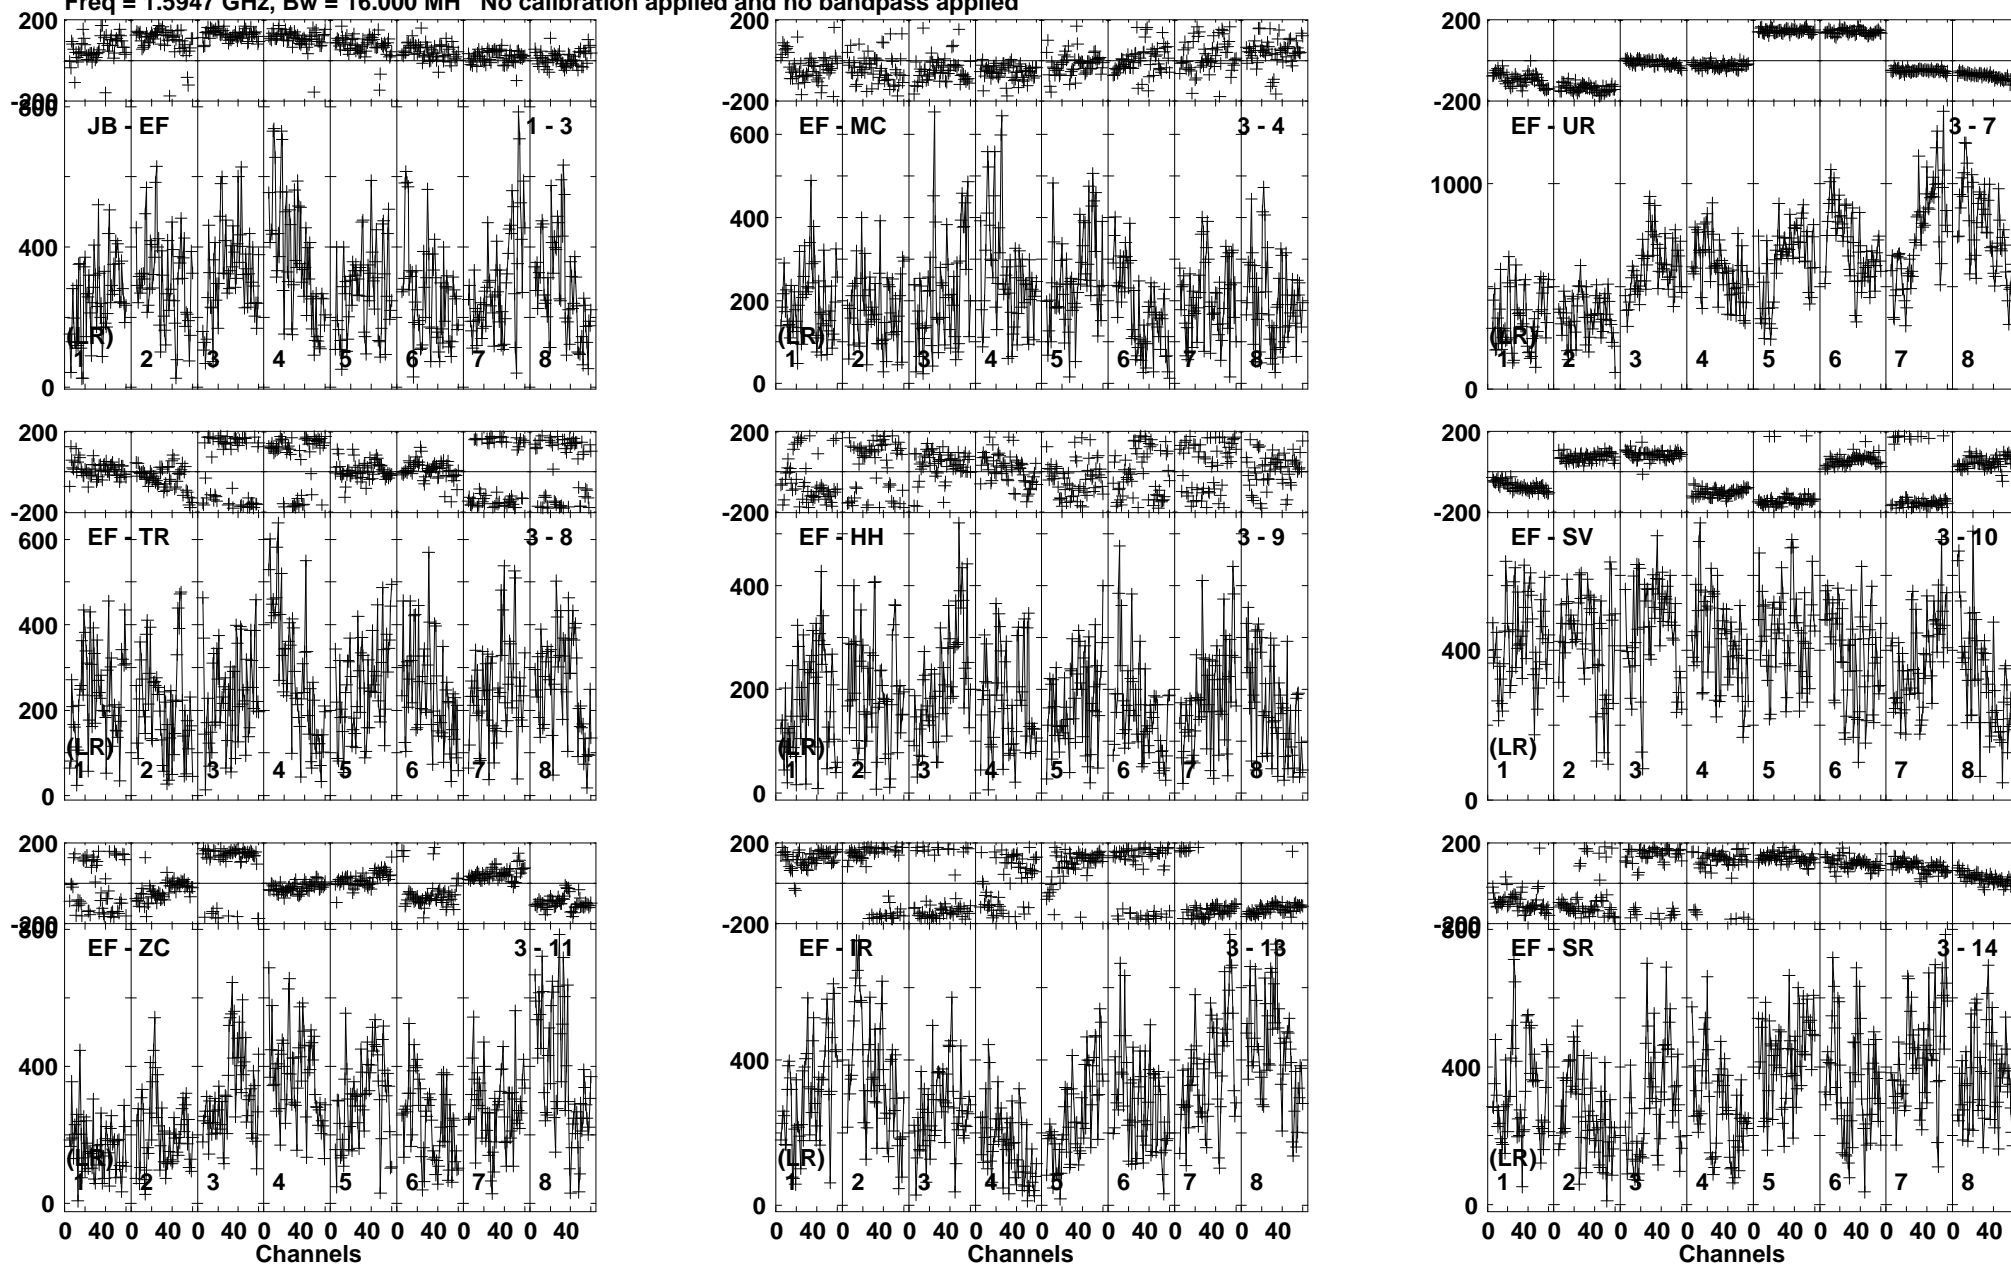 Freq = 1.5947 GHz, Bw = 16.000 MH No calibration applied and no bandpass applied
200 200 200
-200 -200 -200
800
JB - EF 1 - 3 EF - MC 3 - 4 EF - UR 3 - 7
600
1000
400 400
200
(LR) (LR) (LR)
1 2 3 4 5 6 7 8 1 2 3 4 5 6 7 8 1 2 3 4 5 6 7 8
0 0 0
200 200 200
-200 -200 -200
EF - TR 3 - 8 EF - HH 3 - 9 EF - SV 3 - 10
600
400 400 400
200 200
(LR) (LR) (LR)
1 2 3 4 5 6 7 8 1 2 3 4 5 6 7 8 1 2 3 4 5 6 7 8
0 0 0
200 200 200
-200 -200 -200
800 800
EF - ZC 3 - 11 EF - IR 3 - 13 EF - SR 3 - 14
400 400 400
(LR) (LR) (LR)
1 2 3 4 5 6 7 8 1 2 3 4 5 6 7 8 1 2 3 4 5 6 7 8
0 0 0
0 40 0 40 0 40 0 40 0 40 0 40 0 40 0 40 0 40 0 40 0 40 0 40 0 40 0 40 0 40 0 40 0 40 0 40 0 40 0 40 0 40 0 40 0 40 0 40
Channels Channels Channels